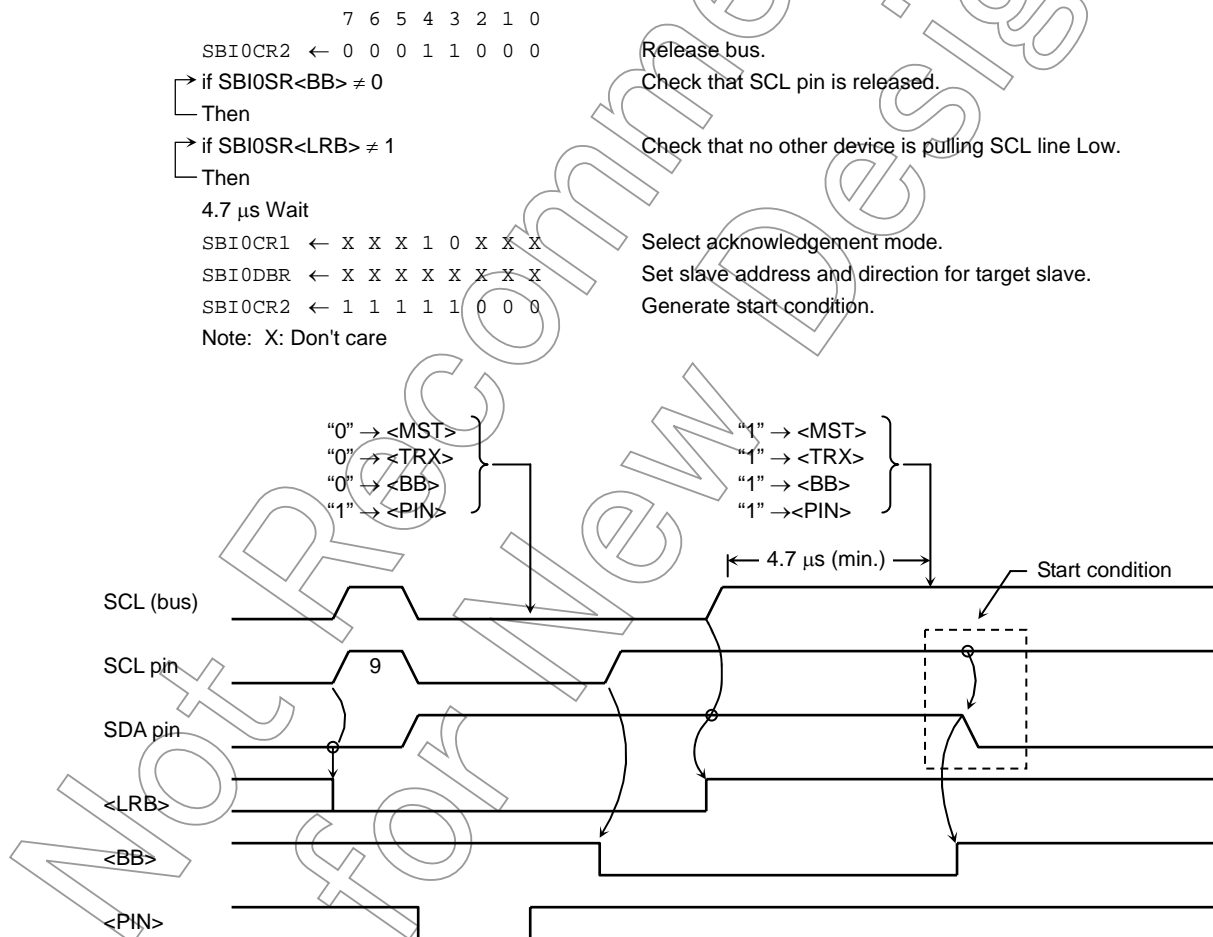 7 6 5 4 3 2 1 0
SBI0CR2 ← 0 0 0 1 1 0 0 0 Release bus.
if SBI0SR<BB> ≠ 0 Check that SCL pin is released.
Then
if SBI0SR<LRB> ≠ 1 Check that no other device is pulling SCL line Low.
Then
4.7 μs Wait
SBI0CR1 ← X X X 1 0 X X X Select acknowledgement mode.
SBI0DBR ← X X X X X X X X Set slave address and direction for target slave.
SBI0CR2 ← 1 1 1 1 1 0 0 0 Generate start condition.
Note: X: Don't care
“0” → <MST> “1” → <MST>
“0” → <TRX> “1” → <TRX>
“0” → <BB> “1” → <BB>
“1” → <PIN> “1” →<PIN>
4.7 μs (min.)
Start condition
SCL (bus)
SCL pin 9
SDA pin
<LRB>
<BB>
<PIN>
Not Recomme
for New Desig